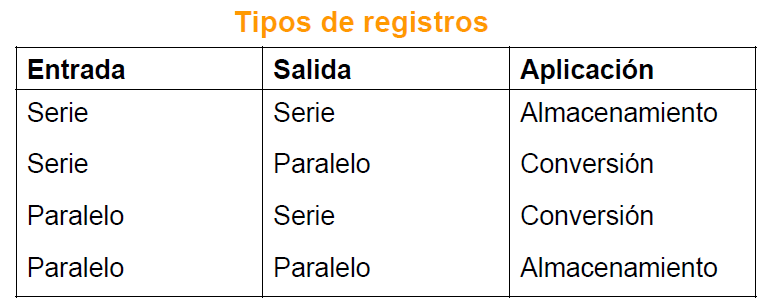 Tipos de registros
Entrada Salida Aplicación
Serie Serie Almacenamiento
Serie Paralelo Conversión
Paralelo Serie Conversión
Paralelo Paralelo Almacenamiento